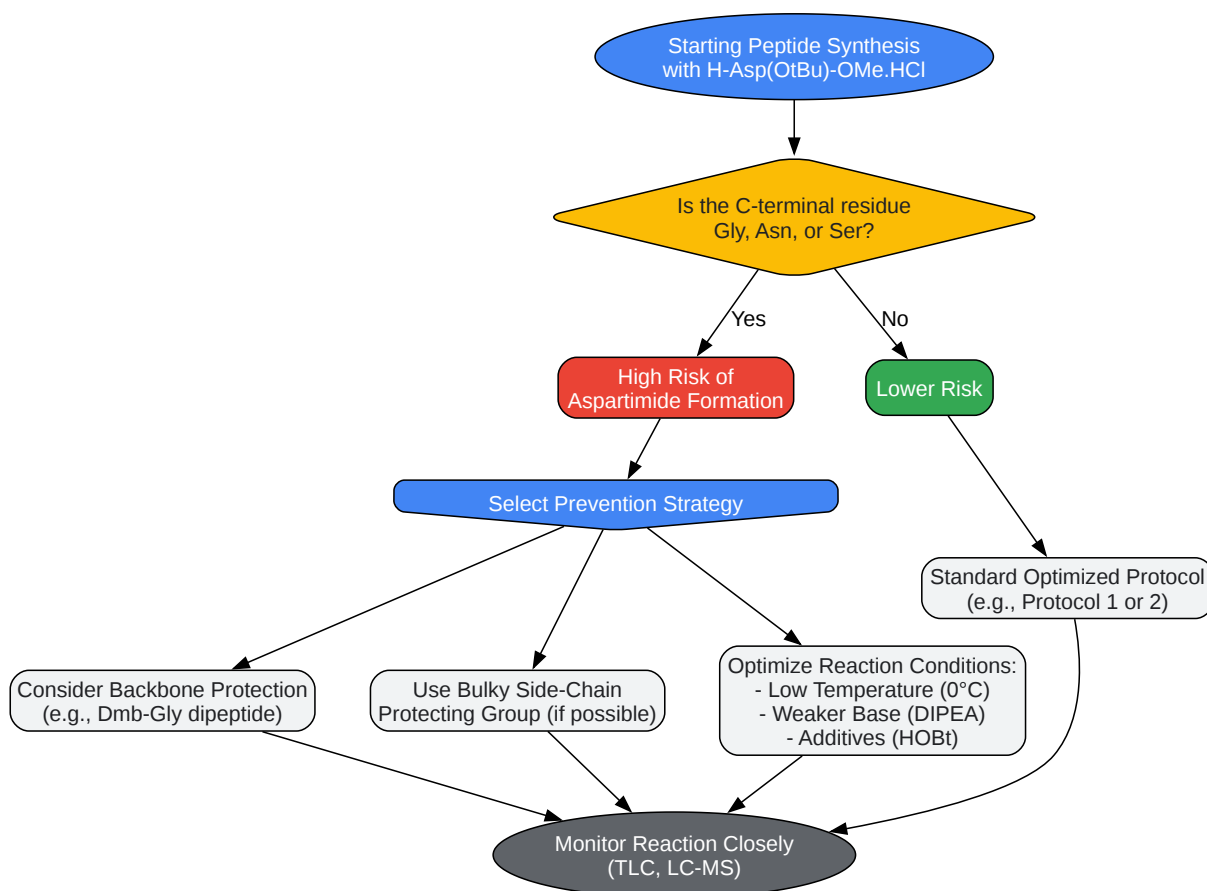 Starting Peptide Synthesis
with H-Asp(OtBu)-OMe.HCl
Is the C-terminal residue
Gly, Asn, or Ser?
Yes
No
High Risk of
Aspartimide Formation
Lower Risk
Select Prevention Strategy
Standard Optimized Protocol
(e.g., Protocol 1 or 2)
Consider Backbone Protection
(e.g., Dmb-Gly dipeptide)
Use Bulky Side-Chain
Protecting Group (if possible)
Optimize Reaction Conditions:
- Low Temperature (0°C)
- Weaker Base (DIPEA)
- Additives (HOBt)
Monitor Reaction Closely
(TLC, LC-MS)